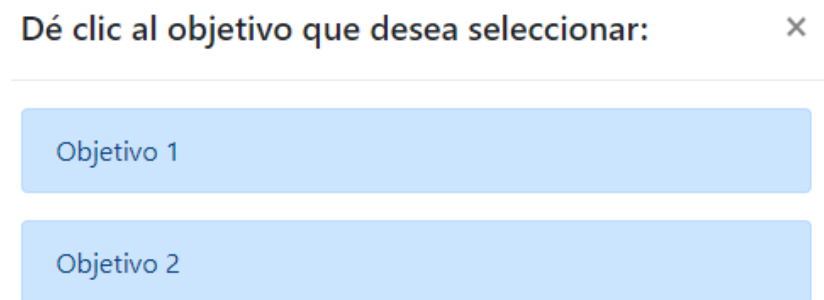 Dé clic al objetivo que desea seleccionar: ×
Objetivo 1
Objetivo 2